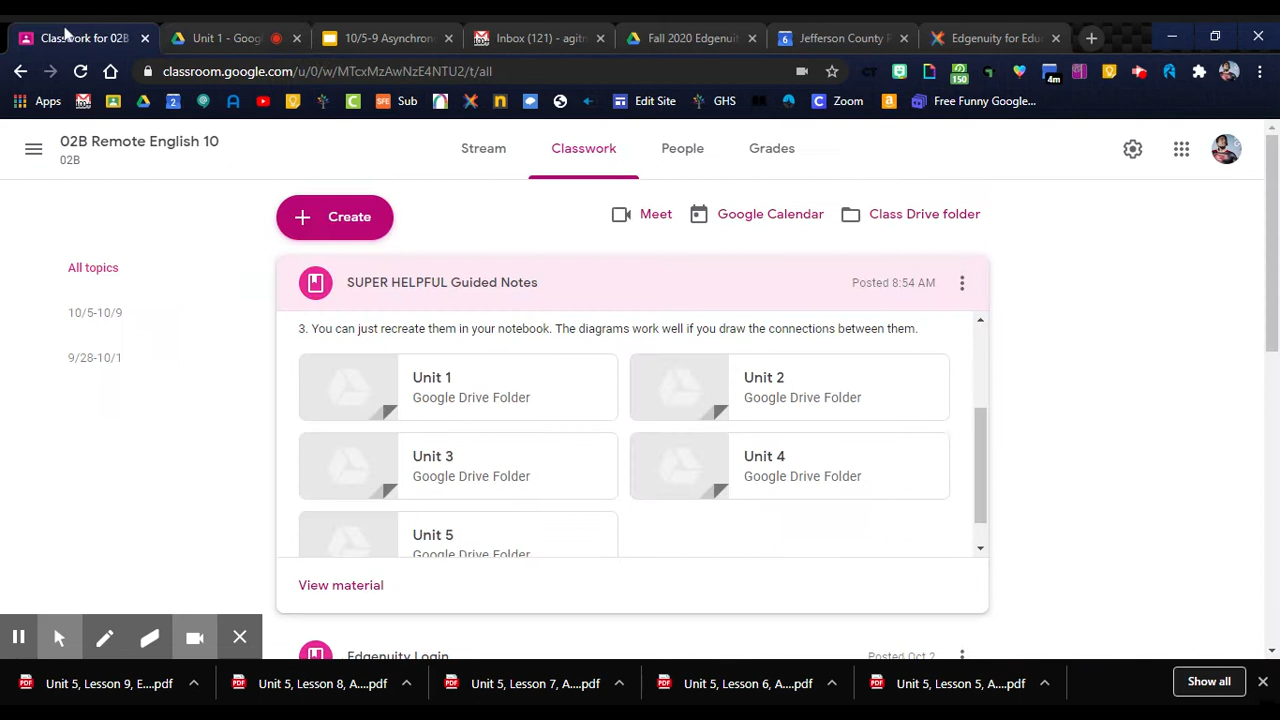 Classwork for 02B
Unit 1 - Goog
10/5-9 Asynchron
Inbox (121) - agitm
Fall 2020 Edgenuit
Jefferson County P
Edgenuity for Edu
classroom.google.com/u/0/w/MTcxMzAwNzE4NTU2/t/all
150
4m
Apps
2
Sub
Edit Site
GHS
Zoom
Free Funny Google...
02B Remote English 10
02B
Stream
Classwork
People
Grades
Create
Meet
Google Calendar
Class Drive folder
All topics
10/5-10/9
9/28-10/1
SUPER HELPFUL Guided Notes
Posted 8:54 AM
3. You can just recreate them in your notebook. The diagrams work well if you draw the connections between them.
Unit 1
Google Drive Folder
Unit 2
Google Drive Folder
Unit 3
Google Drive Folder
Unit 4
Google Drive Folder
Unit 5
Google Drive Folder
View material
Edgenuity Login
Posted Oct 2
Unit 5, Lesson 9, E....pdf
Unit 5, Lesson 8, A....pdf
Unit 5, Lesson 7, A....pdf
Unit 5, Lesson 6, A....pdf
Unit 5, Lesson 5, A....pdf
Show all